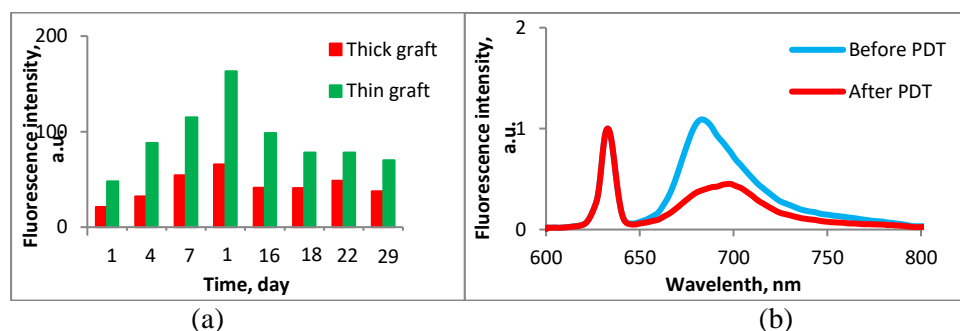 Fluorescence intensity,
a.u.
200
100
0
Thick graft
Thin graft
1 4 7 1 16 18 22 29
Time, day
(a)
Fluorescence intensity,
a.u.
2
1
0
Before PDT
After PDT
600 650 700 750 800
Wavelenth, nm
(b)